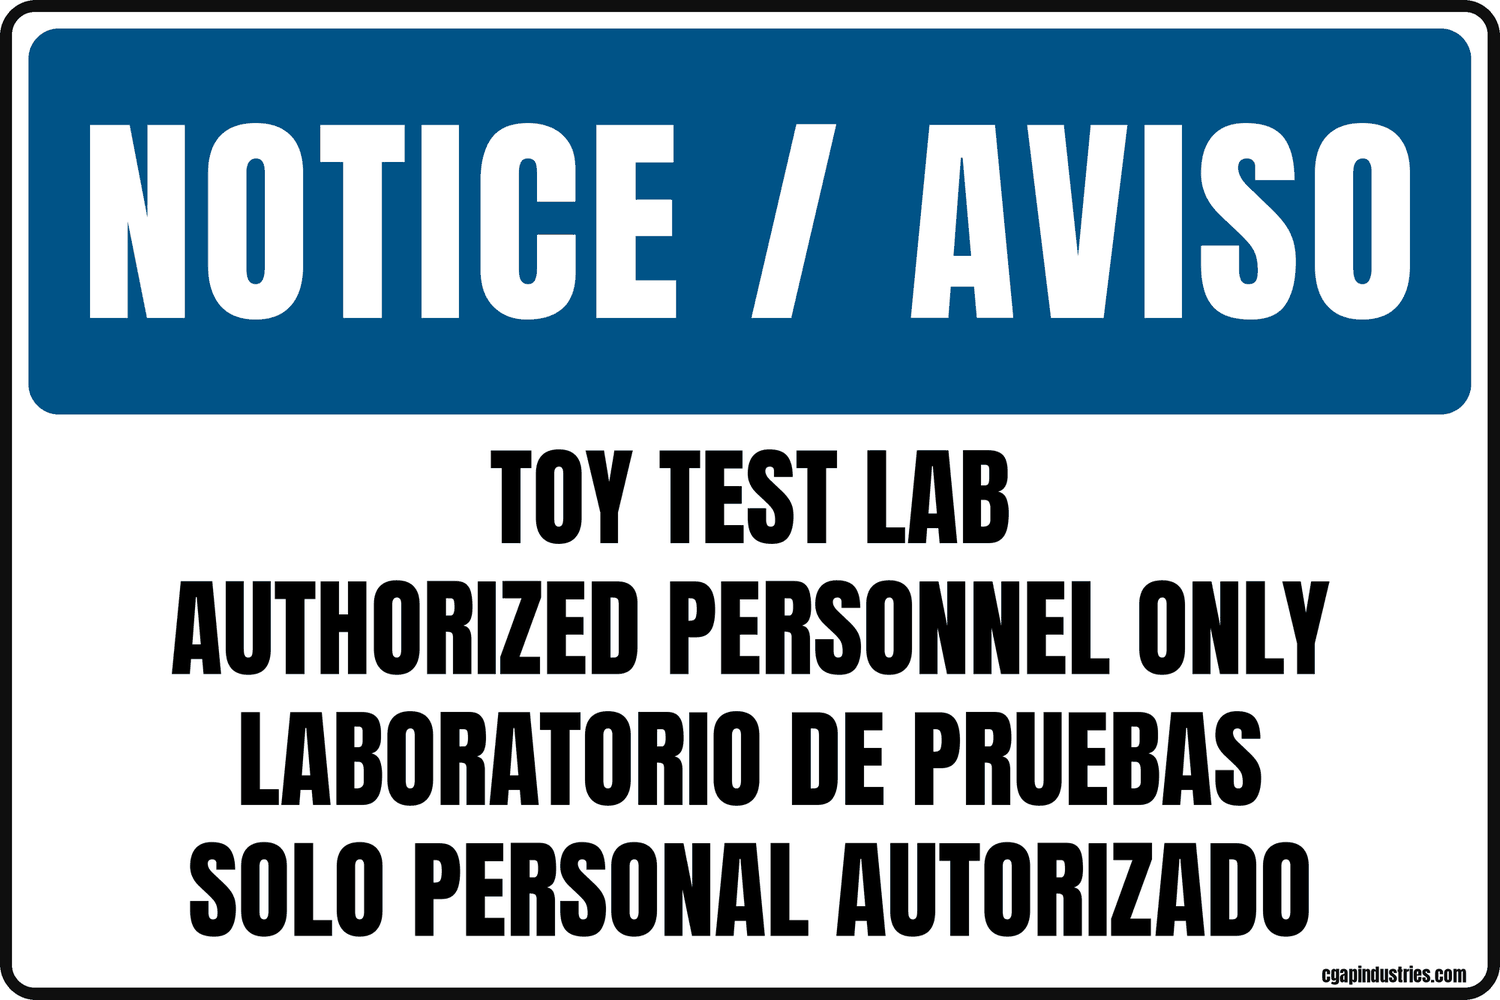 NOTICE / AVISO
TOY TEST LAB
AUTHORIZED PERSONNEL ONLY
LABORATORIO DE PRUEBAS
SOLO PERSONAL AUTORIZADO
cgapindustries.com